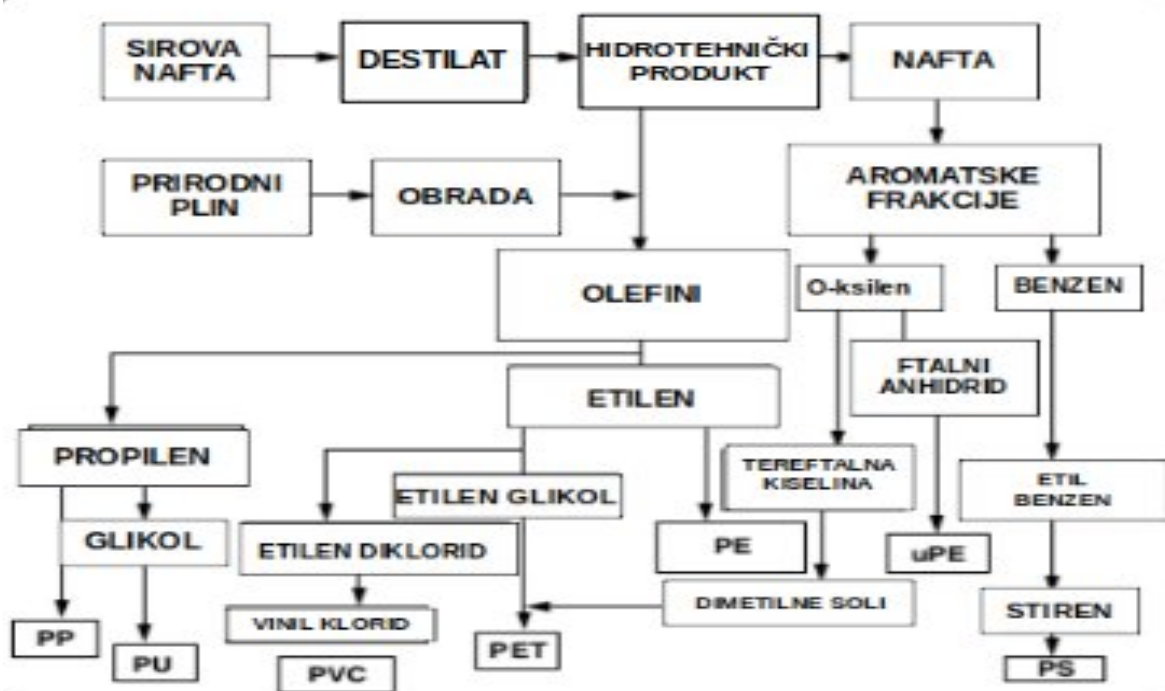 SIROVA
NAFTA
DESTILAT
HIDROTEHNIČKI
PRODUKT
NAFTA
PRIRODNI
PLIN
OBRADA
AROMATSKE
FRAKCIJE
OLEFINI
O-ksilen
BENZEN
FTALNI
ANHIDRID
ETILEN
PROPILEN
TEREFTALNA
KISELINA
ETIL
BENZEN
ETILEN GLIKOL
GLIKOL
ETILEN DIKLORID
PE
uPE
DIMETILNE SOLI
STIREN
VINIL KLORID
PP
PU
PVC
PET
PS